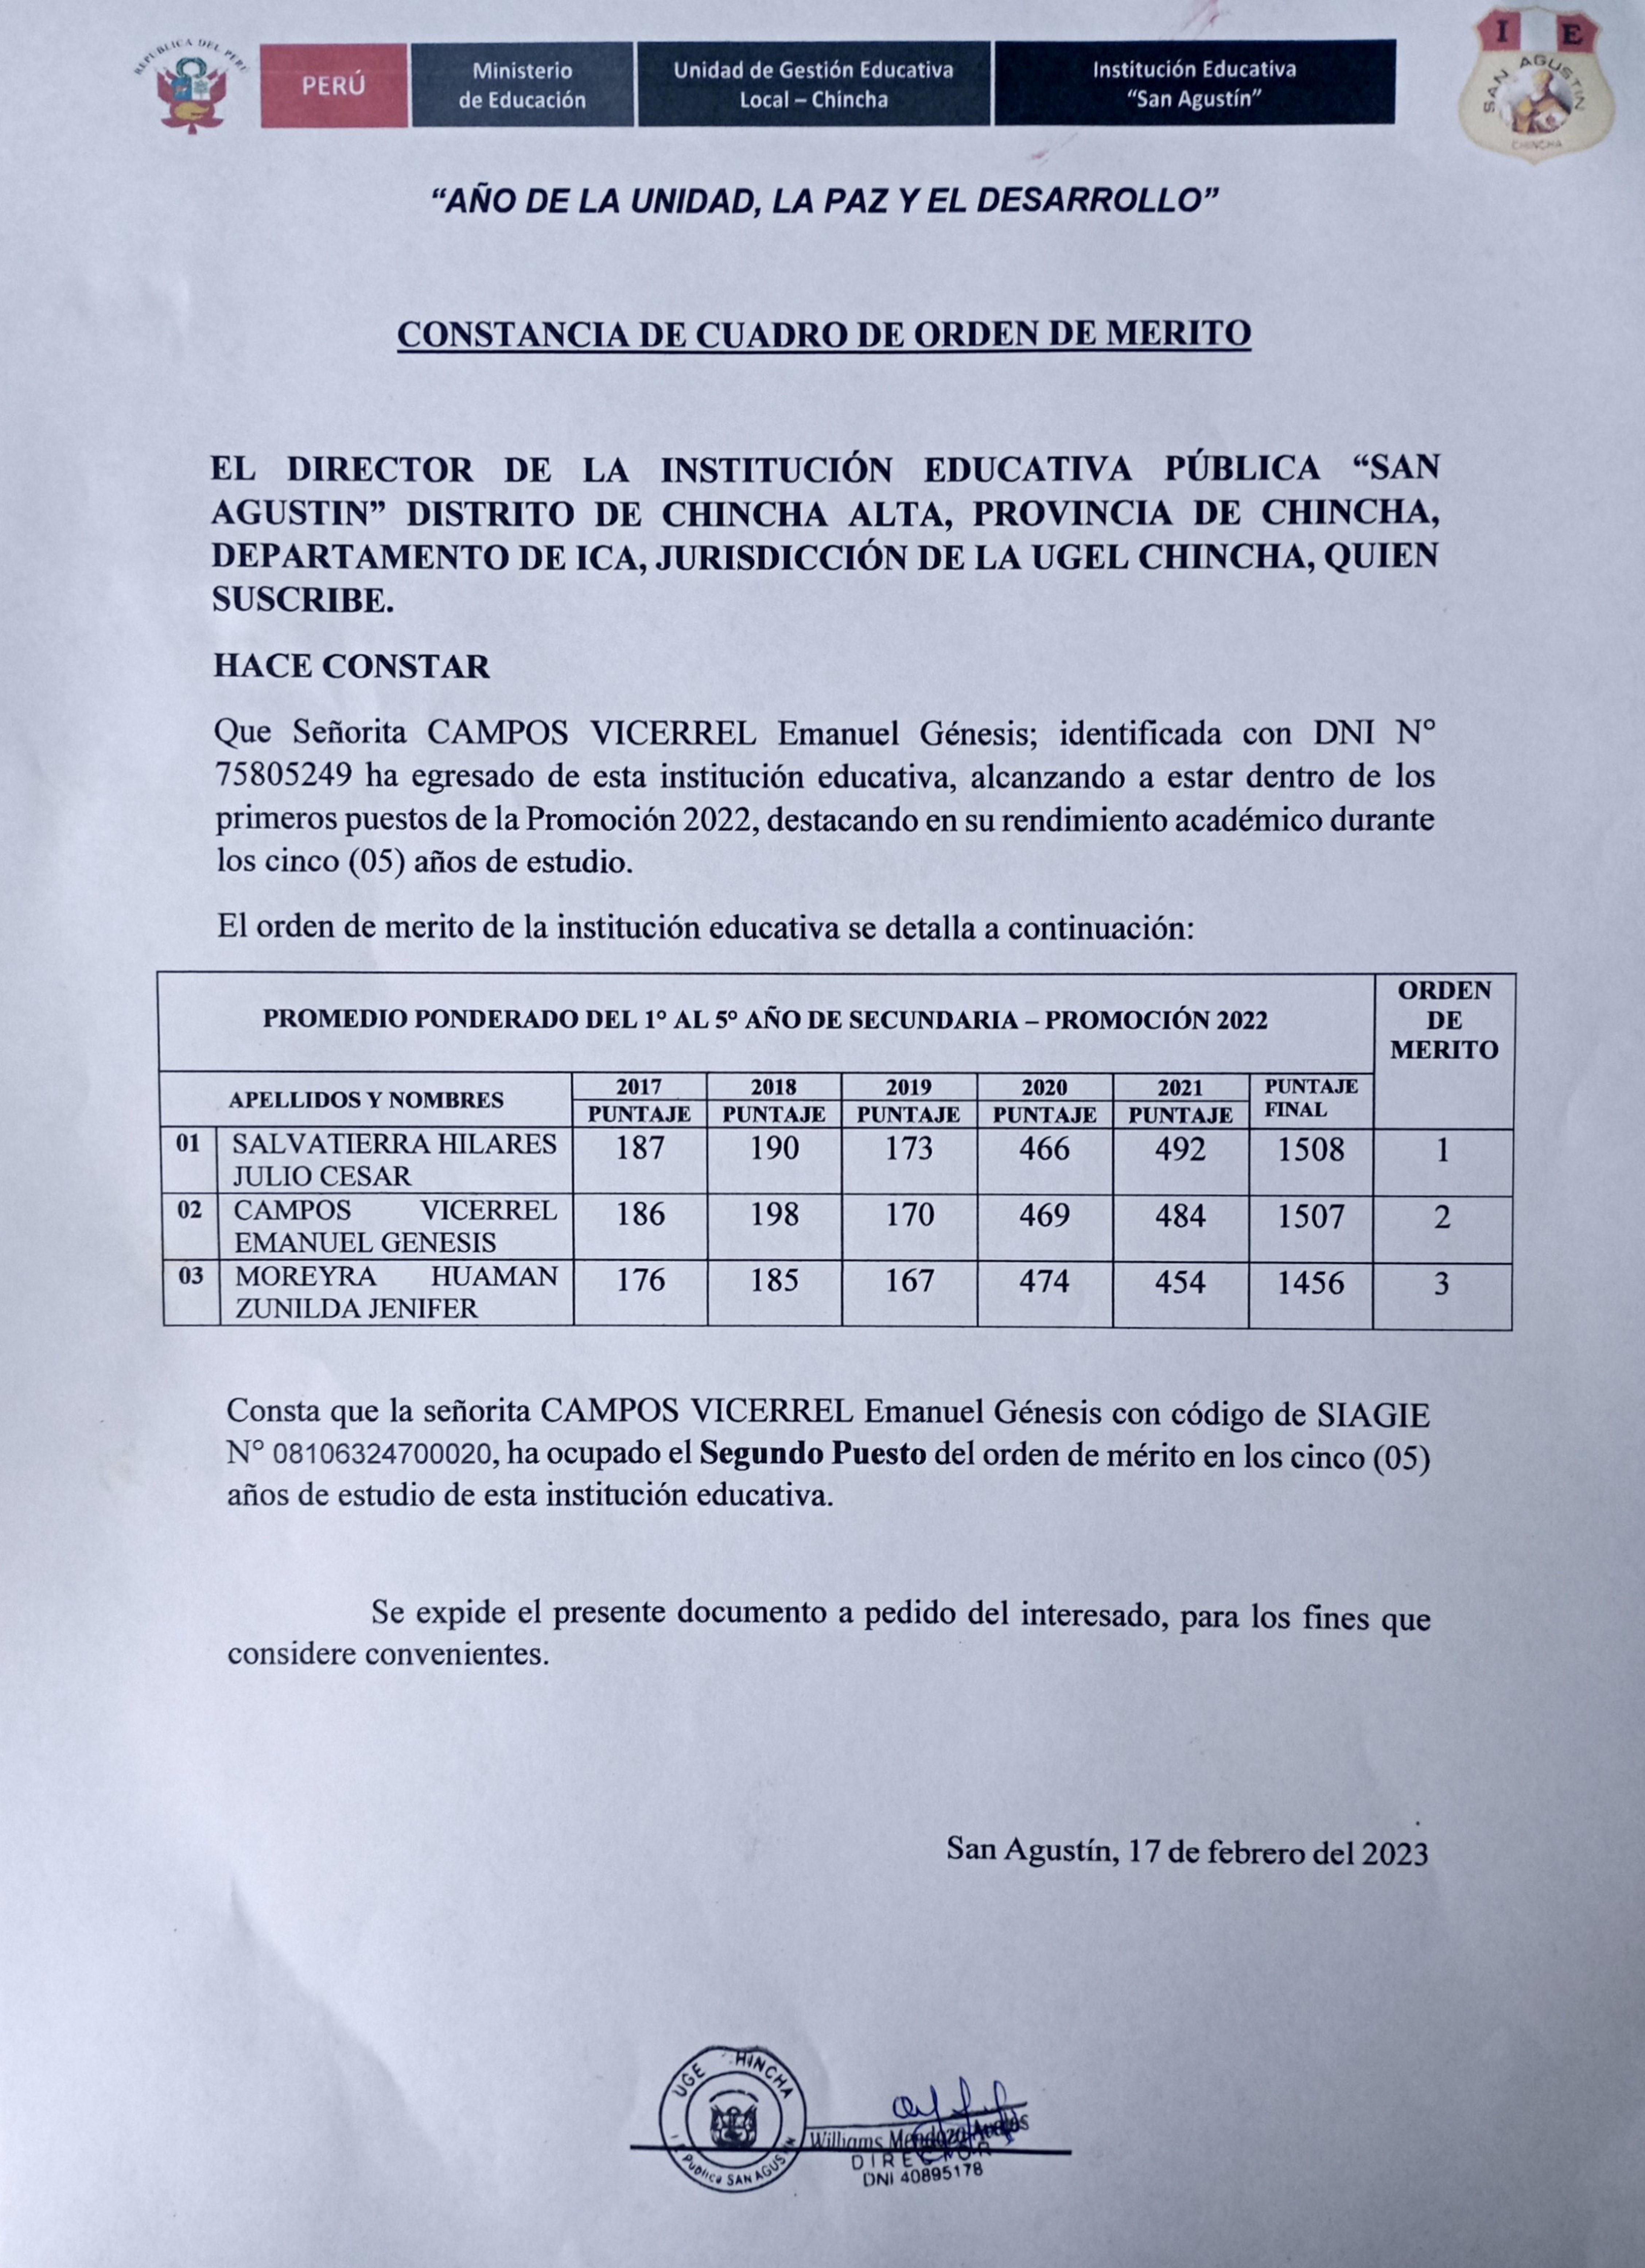 REPUBLICA DEL PERÚ
PERÚ
Ministerio
de Educación
Unidad de Gestión Educativa
Local – Chincha
Institución Educativa
“San Agustín”
I E
SAN AGUSTIN
CHINCHA
“AÑO DE LA UNIDAD, LA PAZ Y EL DESARROLLO”
CONSTANCIA DE CUADRO DE ORDEN DE MERITO
EL DIRECTOR DE LA INSTITUCIÓN EDUCATIVA PÚBLICA “SAN
AGUSTIN” DISTRITO DE CHINCHA ALTA, PROVINCIA DE CHINCHA,
DEPARTAMENTO DE ICA, JURISDICCIÓN DE LA UGEL CHINCHA, QUIEN
SUSCRIBE.
HACE CONSTAR
Que Señorita CAMPOS VICERREL Emanuel Génesis; identificada con DNI N°
75805249 ha egresado de esta institución educativa, alcanzando a estar dentro de los
primeros puestos de la Promoción 2022, destacando en su rendimiento académico durante
los cinco (05) años de estudio.
El orden de merito de la institución educativa se detalla a continuación:
PROMEDIO PONDERADO DEL 1° AL 5° AÑO DE SECUNDARIA – PROMOCIÓN 2022
ORDEN
DE
MERITO
APELLIDOS Y NOMBRES
2017 2018 2019 2020 2021 PUNTAJE
PUNTAJE PUNTAJE PUNTAJE PUNTAJE PUNTAJE FINAL
01 SALVATIERRA HILARES 187 190 173 466 492 1508 1
JULIO CESAR
02 CAMPOS VICERREL 186 198 170 469 484 1507 2
EMANUEL GENESIS
03 MOREYRA HUAMAN 176 185 167 474 454 1456 3
ZUNILDA JENIFER
Consta que la señorita CAMPOS VICERREL Emanuel Génesis con código de SIAGIE
N° 08106324700020, ha ocupado el Segundo Puesto del orden de mérito en los cinco (05)
años de estudio de esta institución educativa.
Se expide el presente documento a pedido del interesado, para los fines que
considere convenientes.
San Agustín, 17 de febrero del 2023
UGE HINCHA
I E Pública SAN AGUSTIN
Williams Mendoza
DIRECTOR
DNI 40895178